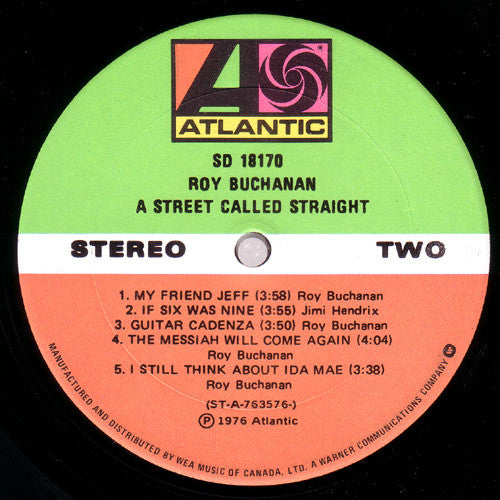 ATLANTIC
SD 18170
ROY BUCHANAN
A STREET CALLED STRAIGHT
STEREO TWO
1. MY FRIEND JEFF (3:58) Roy Buchanan
2. IF SIX WAS NINE (3:55) Jimi Hendrix
3. GUITAR CADENZA (3:50) Roy Buchanan
4. THE MESSIAH WILL COME AGAIN (4:04)
Roy Buchanan
5. I STILL THINK ABOUT IDA MAE (3:38)
Roy Buchanan
(ST-A-763576-)
Ⓟ 1976 Atlantic
MANUFACTURED AND DISTRIBUTED BY WEA MUSIC OF CANADA, LTD. A WARNER COMMUNICATIONS COMPANY